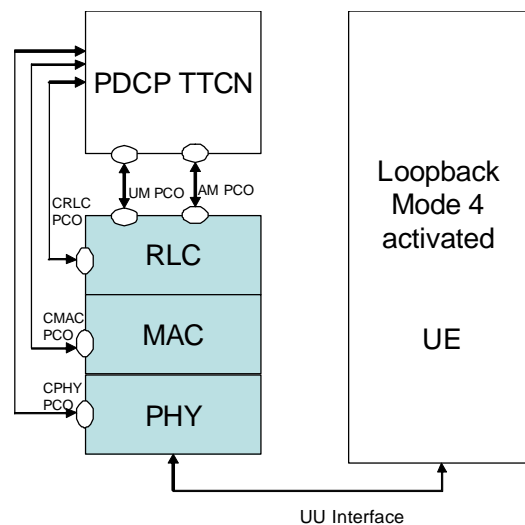 PDCP TTCN
UM PCO
AM PCO
CRLC
PCO
RLC
CMAC
PCO
MAC
CPHY
PCO
PHY
Loopback
Mode 4
activated
UE
UU Interface